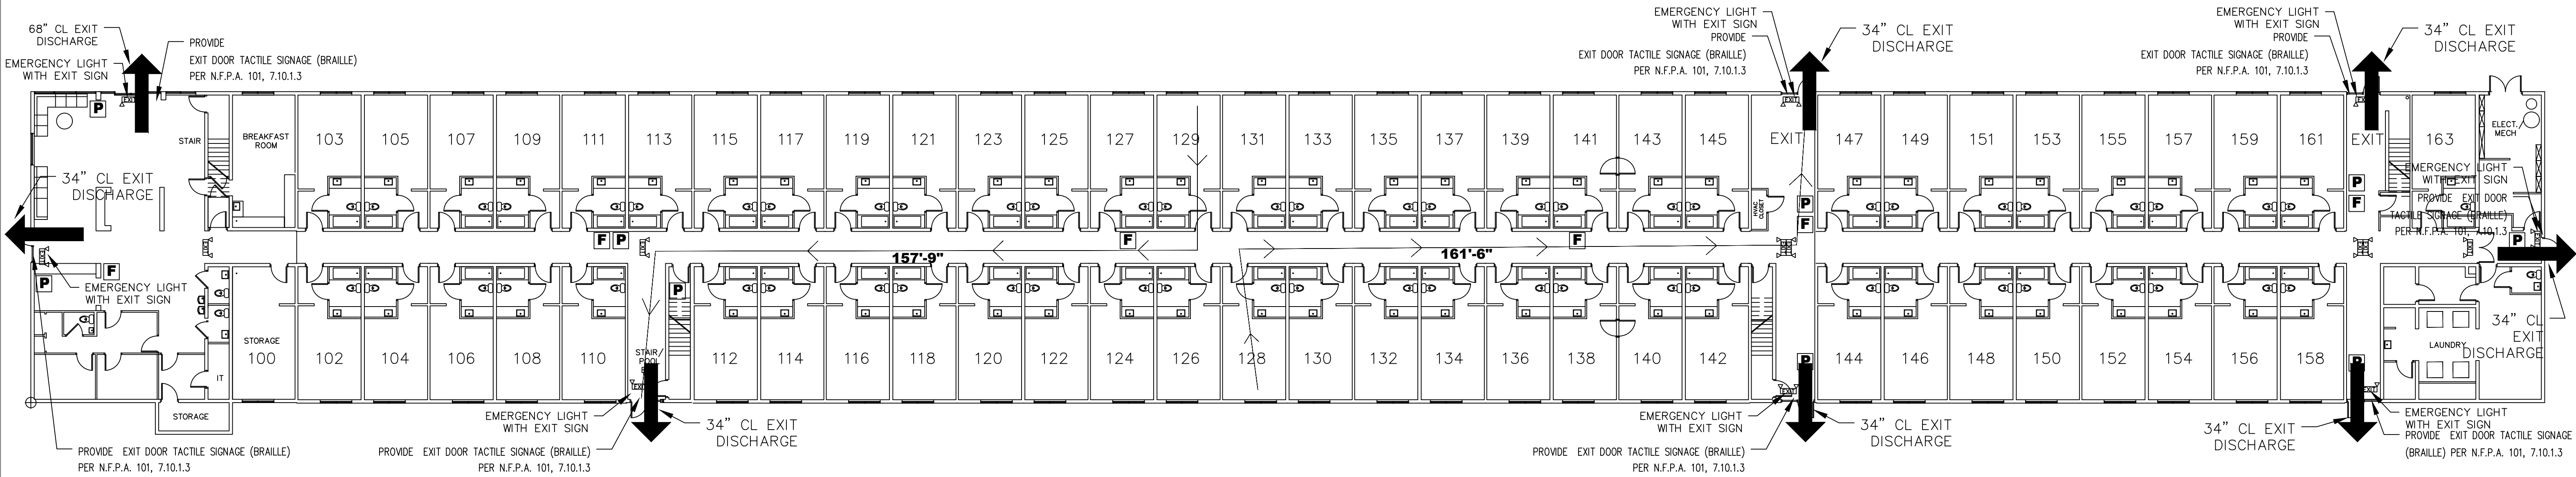 68" CL EXIT
DISCHARGE
PROVIDE
EXIT DOOR TACTILE SIGNAGE (BRAILLE)
PER N.F.P.A. 101, 7.10.1.3
EMERGENCY LIGHT
WITH EXIT SIGN
EMERGENCY LIGHT
WITH EXIT SIGN
PROVIDE
EXIT DOOR TACTILE SIGNAGE (BRAILLE)
PER N.F.P.A. 101, 7.10.1.3
34" CL EXIT
DISCHARGE
EMERGENCY LIGHT
WITH EXIT SIGN
PROVIDE
EXIT DOOR TACTILE SIGNAGE (BRAILLE)
PER N.F.P.A. 101, 7.10.1.3
34" CL EXIT
DISCHARGE
P
EXIT
STAIR
BREAKFAST
ROOM
103
105
107
109
111
113
115
117
119
121
123
125
127
129
131
133
135
137
139
141
143
145
EXIT
147
149
151
153
155
157
159
161
EXIT
163
ELECT./
MECH
34" CL EXIT
DISCHARGE
HVAC
CLOSET
P
F
P
F
EMERGENCY LIGHT
WITH EXIT SIGN
PROVIDE EXIT DOOR
TACTILE SIGNAGE (BRAILLE)
PER N.F.P.A. 101, 7.10.1.3
F
P
F
F
P
157'-9"
161'-6"
F
P
EMERGENCY LIGHT
WITH EXIT SIGN
P
STORAGE
100
102
104
106
108
110
STAIR/
POOL
112
114
116
118
120
122
124
126
128
130
132
134
136
138
140
142
P
144
146
148
150
152
154
156
158
P
LAUNDRY
34" CL
EXIT
DISCHARGE
IT
STORAGE
PROVIDE EXIT DOOR TACTILE SIGNAGE (BRAILLE)
PER N.F.P.A. 101, 7.10.1.3
EMERGENCY LIGHT
WITH EXIT SIGN
PROVIDE EXIT DOOR TACTILE SIGNAGE (BRAILLE)
PER N.F.P.A. 101, 7.10.1.3
34" CL EXIT
DISCHARGE
EMERGENCY LIGHT
WITH EXIT SIGN
PROVIDE EXIT DOOR TACTILE SIGNAGE (BRAILLE)
PER N.F.P.A. 101, 7.10.1.3
34" CL EXIT
DISCHARGE
34" CL EXIT
DISCHARGE
EMERGENCY LIGHT
WITH EXIT SIGN
PROVIDE EXIT DOOR TACTILE SIGNAGE
(BRAILLE) PER N.F.P.A. 101, 7.10.1.3